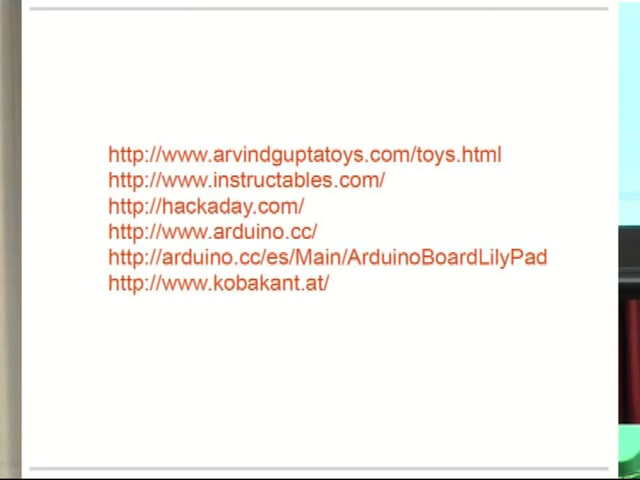 http://www.arvindguptatoys.com/toys.html
http://www.instructables.com/
http://hackaday.com/
http://www.arduino.cc/
http://arduino.cc/es/Main/ArduinoBoardLilyPad
http://www.kobakant.at/